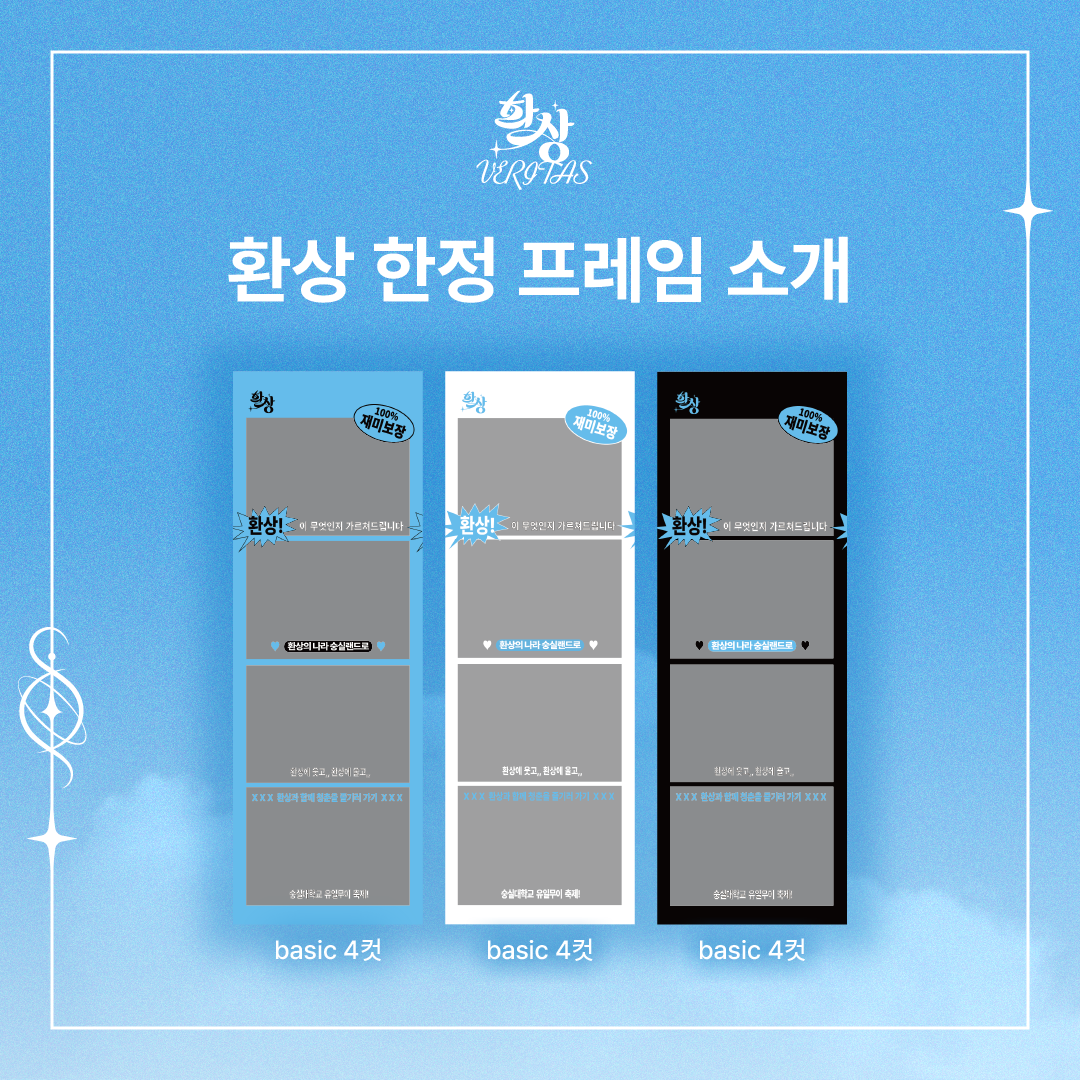 환상
VERITAS
환상 한정 프레임 소개
환상
100%
재미보장
환상!
이 무엇인지 가르쳐드립니다
♥ 환상의 나라 숭실랜드로 ♥
환상에 웃고,, 환상에 울고,,
XXX 환상과 함께 청춘을 즐기러 가기 XXX
숭실대학교 유일무이 축제!
basic 4컷
환상
100%
재미보장
환상!
이 무엇인지 가르쳐드립니다
♥ 환상의 나라 숭실랜드로 ♥
환상에 웃고,, 환상에 울고,,
XXX 환상과 함께 청춘을 즐기러 가기 XXX
숭실대학교 유일무이 축제!
basic 4컷
환상
100%
재미보장
환상!
이 무엇인지 가르쳐드립니다
♥ 환상의 나라 숭실랜드로 ♥
환상에 웃고,, 환상에 울고,,
XXX 환상과 함께 청춘을 즐기러 가기 XXX
숭실대학교 유일무이 축제!
basic 4컷